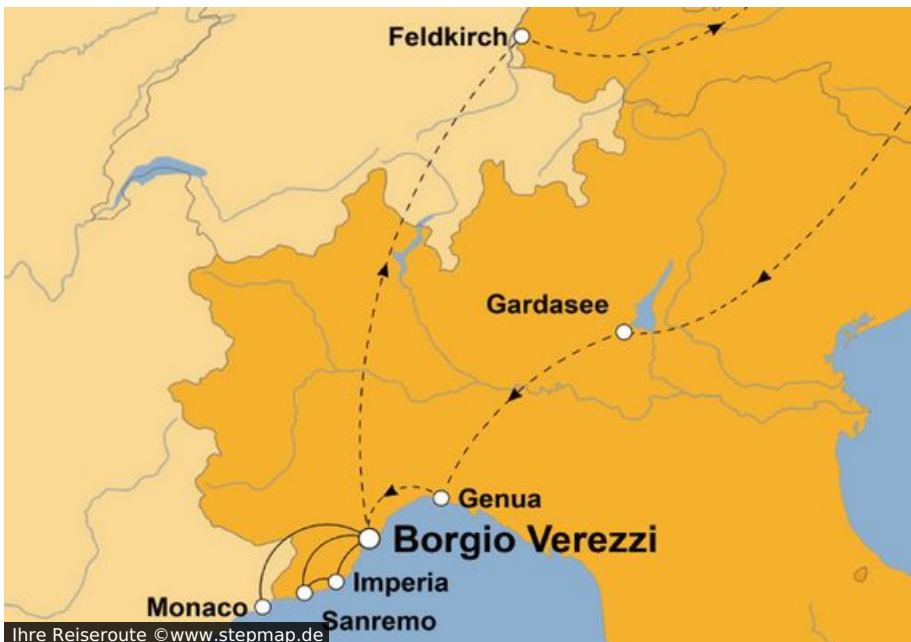 Feldkirch
Gardasee
Genua
Borgio Verezzi
Imperia
Monaco
Sanremo
Ihre Reiseroute ©www.stepmap.de